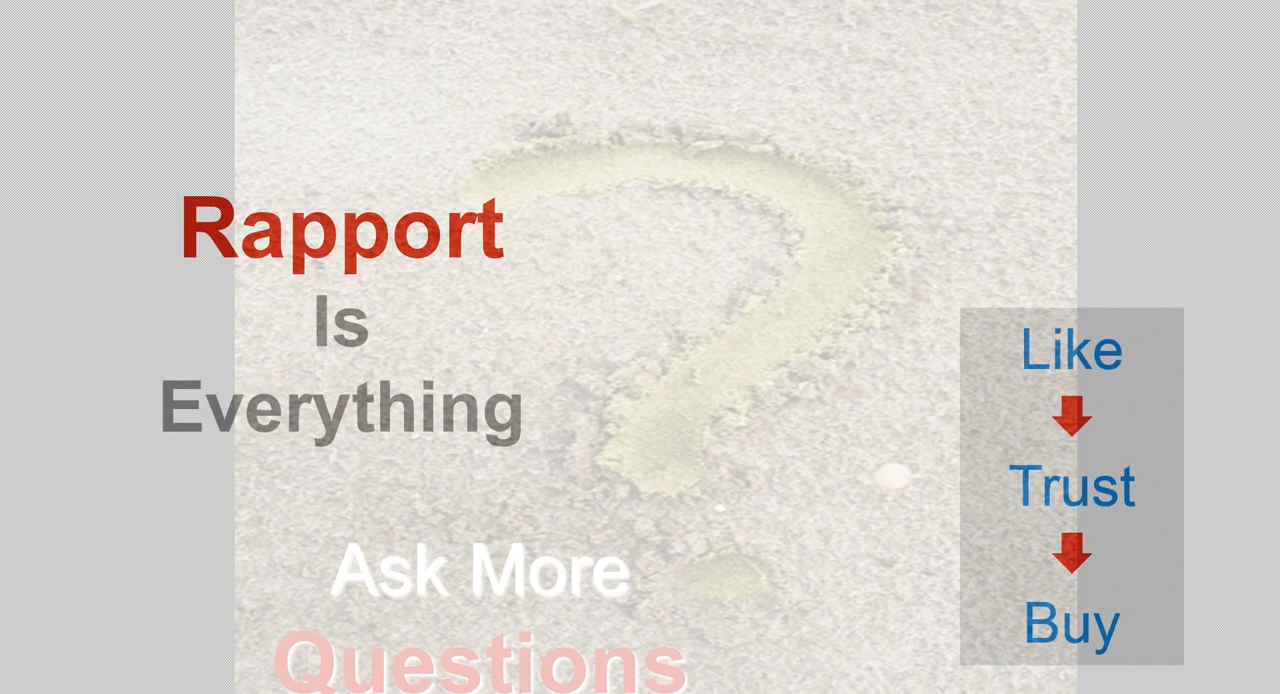 Rapport
Is
Everything
Ask More
Questions
Like
Trust
Buy